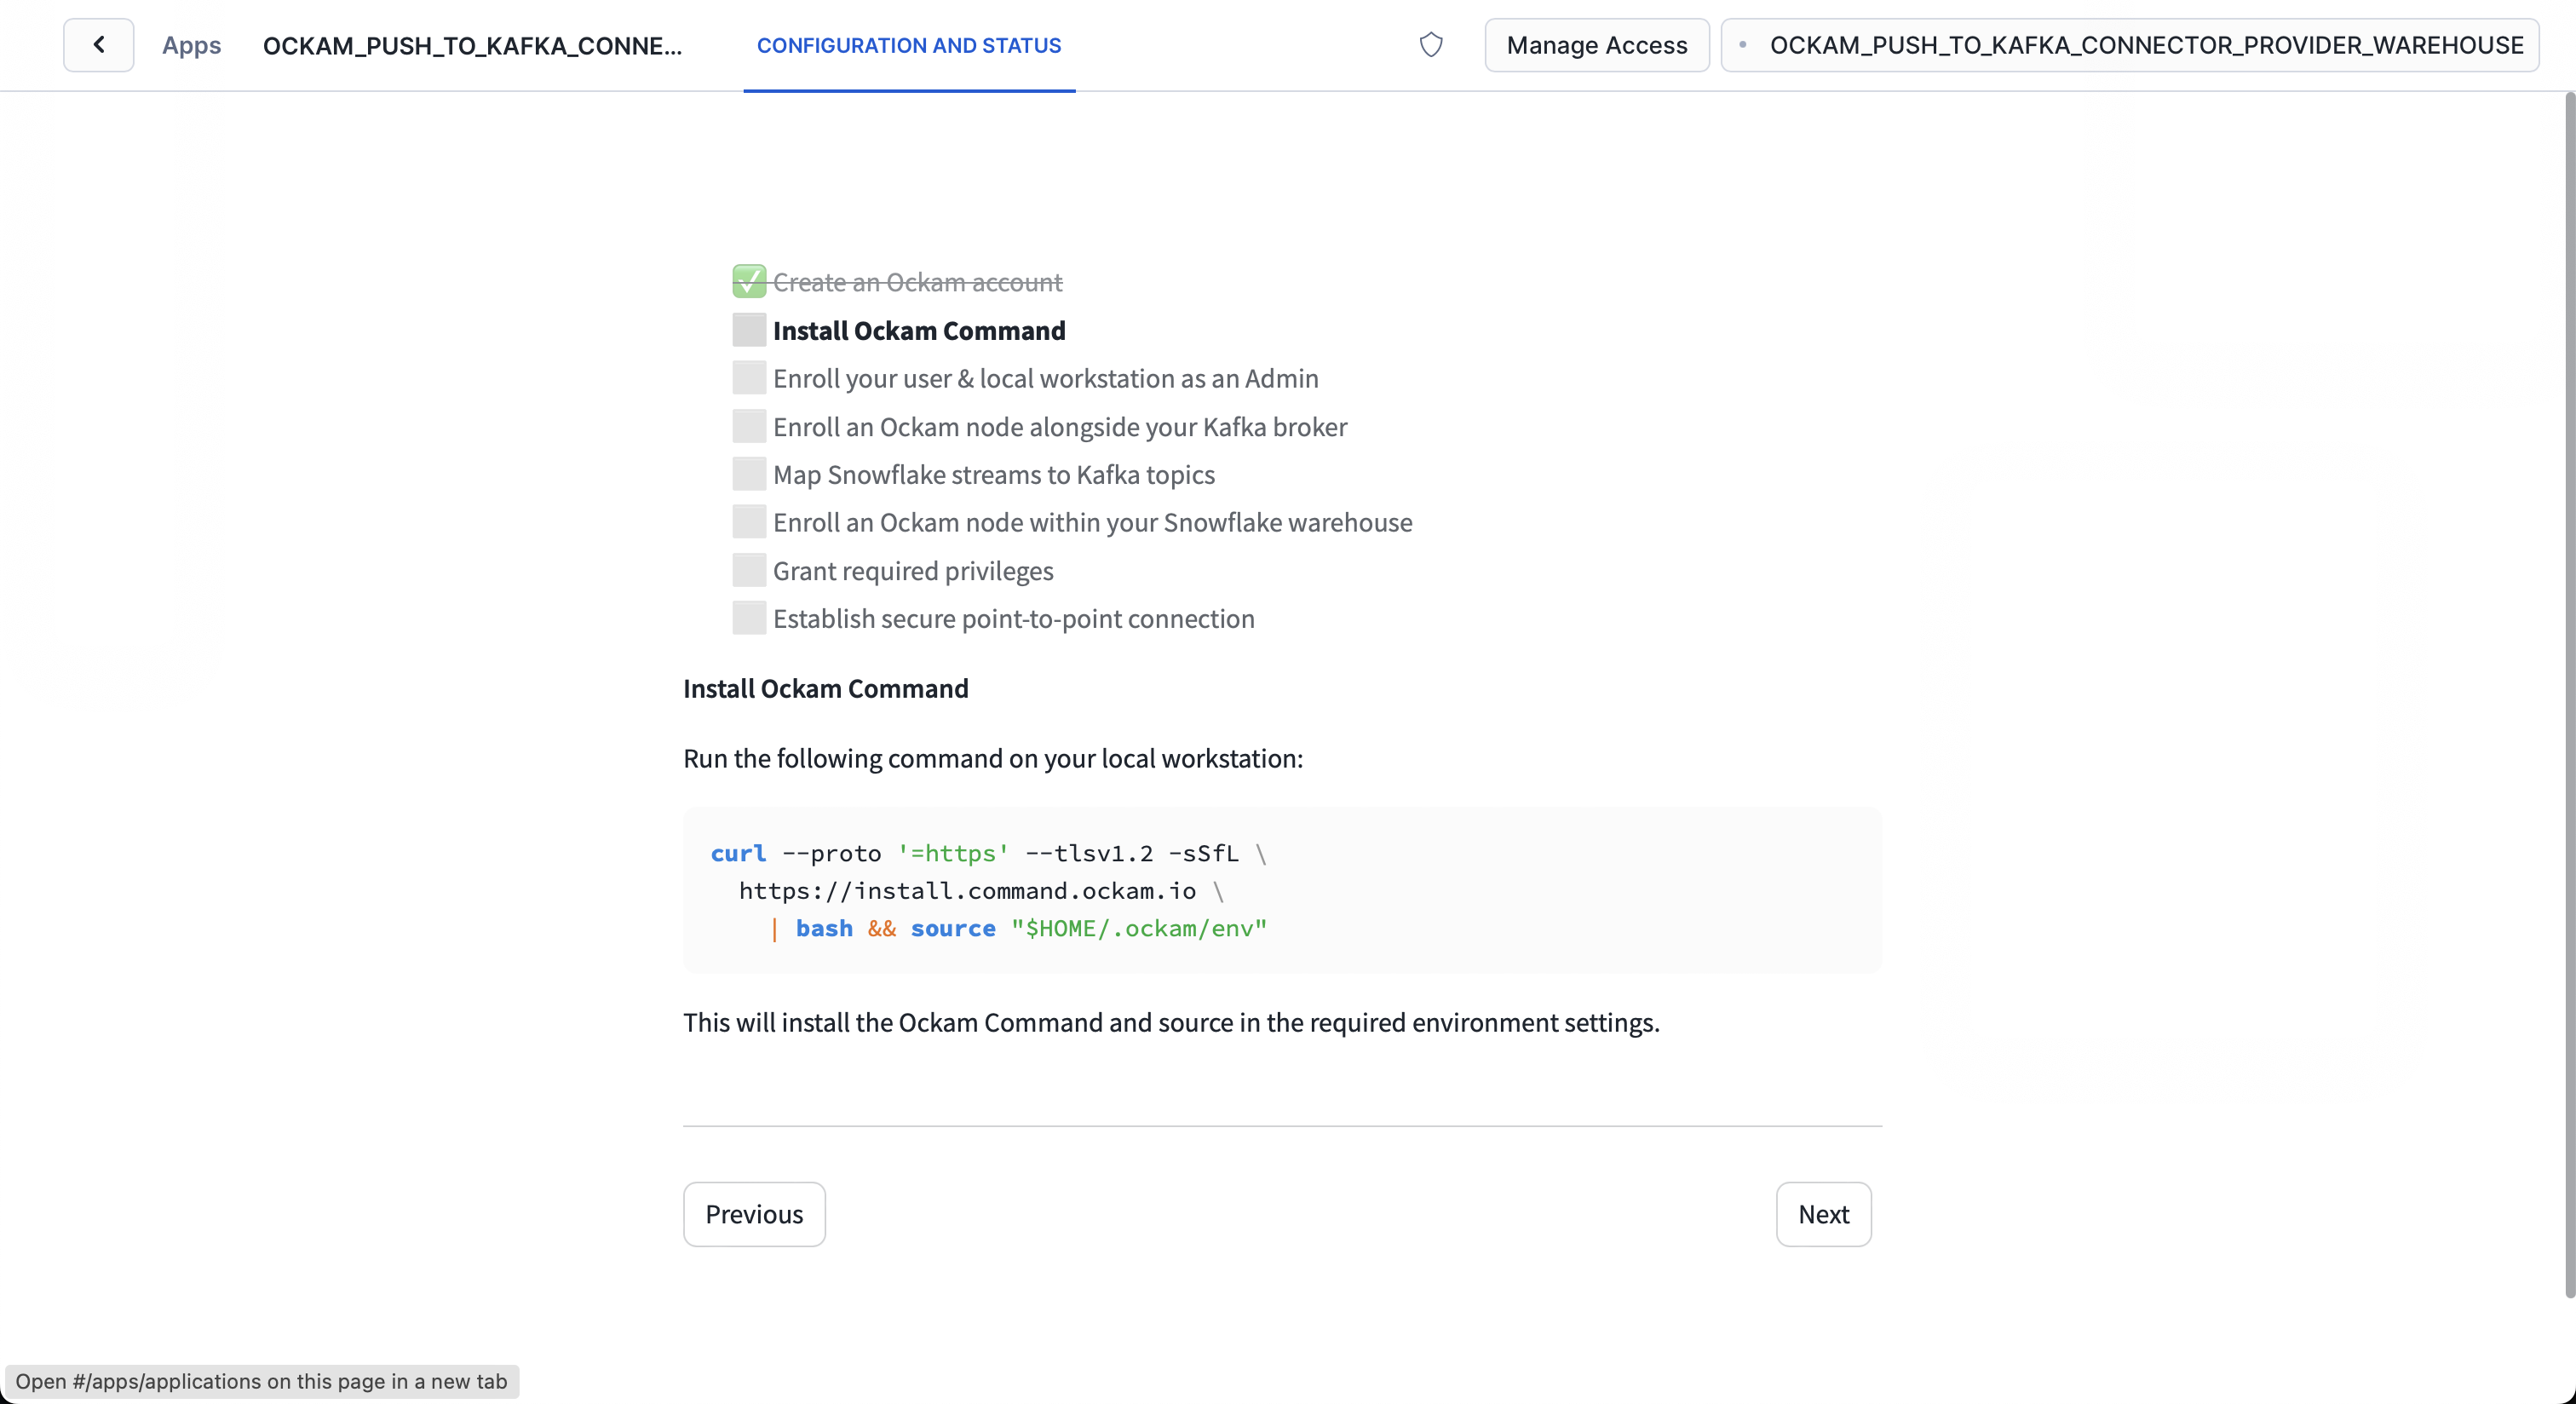 Apps
OCKAM_PUSH_TO_KAFKA_CONNE...
CONFIGURATION AND STATUS
Manage Access
OCKAM_PUSH_TO_KAFKA_CONNECTOR_PROVIDER_WAREHOUSE
Create an Ockam account
Install Ockam Command
Enroll your user & local workstation as an Admin
Enroll an Ockam node alongside your Kafka broker
Map Snowflake streams to Kafka topics
Enroll an Ockam node within your Snowflake warehouse
Grant required privileges
Establish secure point-to-point connection
Install Ockam Command
Run the following command on your local workstation:
curl --proto '=https' --tlsv1.2 -sSfL \
https://install.command.ockam.io \
| bash && source "$HOME/.ockam/env"
This will install the Ockam Command and source in the required environment settings.
Previous
Next
Open #/apps/applications on this page in a new tab